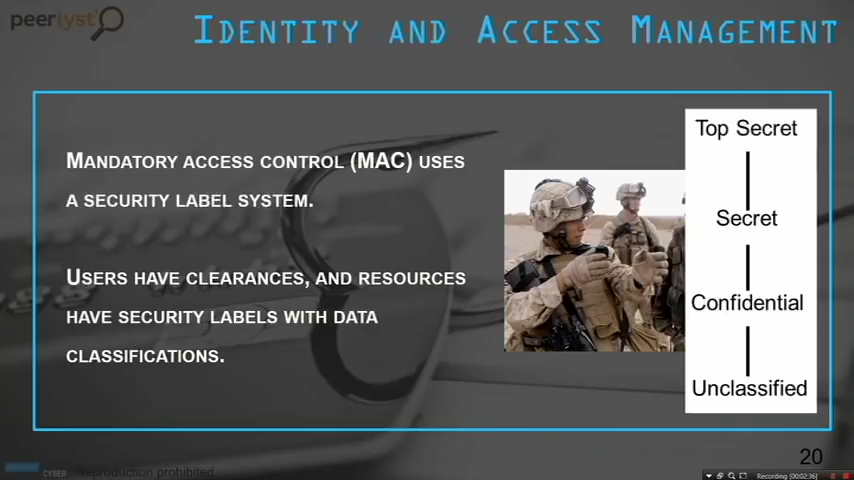 peerlyst
Identity and Access Management
Mandatory access control (MAC) uses
a security label system.
Users have clearances, and resources
have security labels with data
classifications.
Top Secret
Secret
Confidential
Unclassified
20
CYBER
reproduction prohibited
Recording [00:02:36]